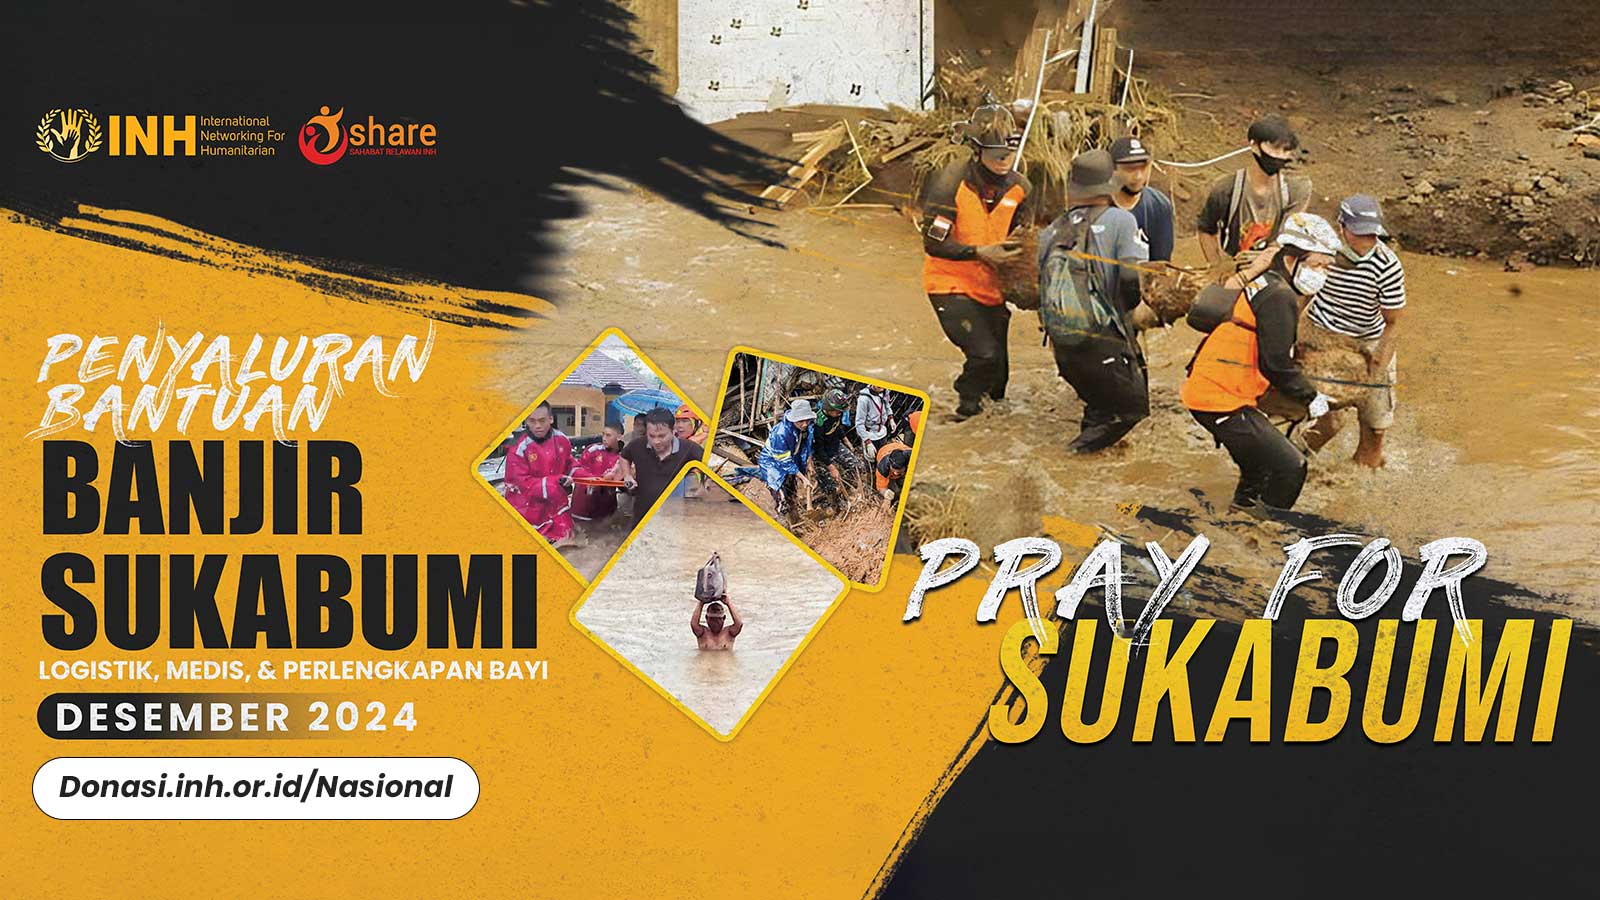 INH
International
Networking For
Humanitarian
share
SAHABAT RELAWAN INH
PENYALURAN
BANTUAN
BANJIR
SUKABUMI
LOGISTIK, MEDIS, & PERLENGKAPAN BAYI
DESEMBER 2024
Donasi.inh.or.id/Nasional
PRAY FOR
SUKABUMI